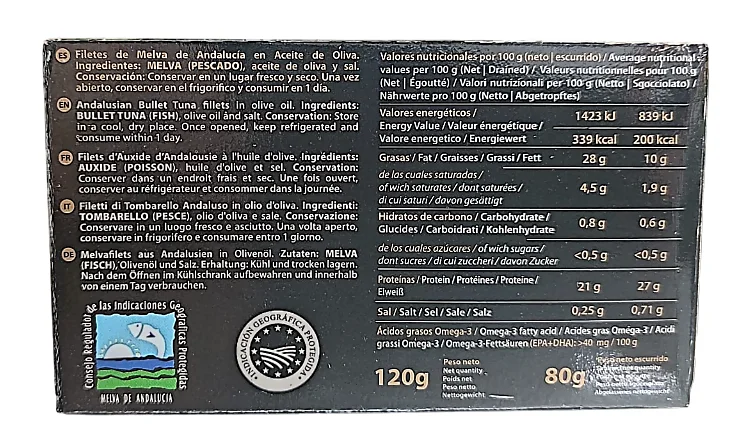 ES Filetes de Melva de Andalucía en Aceite de Oliva.
Ingredientes: MELVA (PESCADO), aceite de oliva y sal.
Conservación: Conservar en un lugar fresco y seco. Una vez
abierto, conservar en el frigorífico y consumir en 1 día.
EN Andalusian Bullet Tuna fillets in olive oil. Ingredients:
BULLET TUNA (FISH), olive oil and salt. Conservation: Store
in a cool, dry place. Once opened, keep refrigerated and
consume within 1 day.
FR Filets d'Auxide d'Andalousie à l'huile d'olive. Ingrédients:
AUXIDE (POISSON), huile d'olive et sel. Conservation:
Conserver dans un endroit frais et sec. Une fois ouvert,
conserver au réfrigérateur et consommer dans la journée.
IT Filetti di Tombarello Andaluso in olio d'oliva. Ingredienti:
TOMBARELLO (PESCE), olio d'oliva e sale. Conservazione:
Conservare in un luogo fresco e asciutto. Una volta aperto,
conservare in frigorifero e consumare entro 1 giorno.
DE Melvafilets aus Andalusien in Olivenöl. Zutaten: MELVA
(FISCH), Olivenöl und Salz. Erhaltung: Kühl und trocken lagern.
Nach dem Öffnen im Kühlschrank aufbewahren und innerhalb
von einem Tag verbrauchen.
Consejo Regulador de las Indicaciones Geográficas Protegidas
MELVA DE ANDALUCIA
INDICACIÓN GEOGRÁFICA PROTEGIDA
Valores nutricionales por 100 g (neto | escurrido) / Average nutritional
values per 100 g (Net | Drained) / Valeurs nutritionnelles pour 100 g
(Net | Égoutté) / Valori nutrizionali per 100 g (Netto | Sgocciolato) /
Nährwerte pro 100 g (Netto | Abgetropftes)
Valores energéticos / 1423 kJ 839 kJ
Energy Value / Valeur énergétique /
Valore energetico / Energiewert 339 kcal 200 kcal
Grasas / Fat / Graisses / Grassi / Fett 28 g 10 g
de las cuales saturadas /
of wich saturates / dont saturées / 4,5 g 1,9 g
di cui saturi / davon gesättigt
Hidratos de carbono / Carbohydrate / 0,8 g 0,6 g
Glucides / Carboidrati / Kohlenhydrate
de los cuales azúcares / of wich sugars / <0,5 g <0,5 g
dont sucres / di cui zuccheri / davon Zucker
Proteínas / Protein / Protéines / Proteine / 21 g 27 g
Eiweiß
Sal / Salt / Sel / Sale / Salz 0,25 g 0,71 g
Ácidos grasos Omega-3 / Omega-3 fatty acid / Acides gras Oméga-3 / Acidi
grassi Omega-3 / Omega-3-Fettsäuren (EPA+DHA): >40 mg / 100 g
120g
Peso neto
Net quantity
Poids net
Peso netto
Nettogewicht
80g
Peso neto escurrido
Abgelassenes nettogewicht